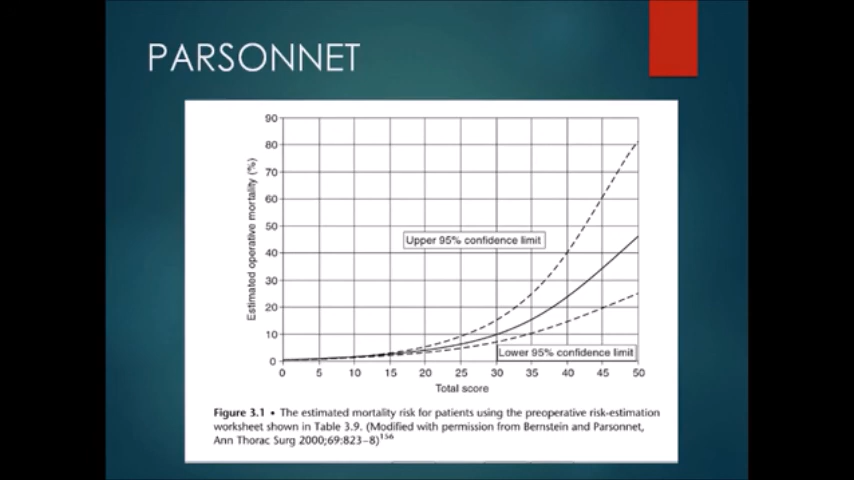 PARSONNET
90
80
70
60
50
40
30
20
10
0
Estimated operative mortality (%)
Upper 95% confidence limit
Lower 95% confidence limit
0 5 10 15 20 25 30 35 40 45 50
Total score
Figure 3.1 • The estimated mortality risk for patients using the preoperative risk-estimation
worksheet shown in Table 3.9. (Modified with permission from Bernstein and Parsonnet,
Ann Thorac Surg 2000;69:823–8)156